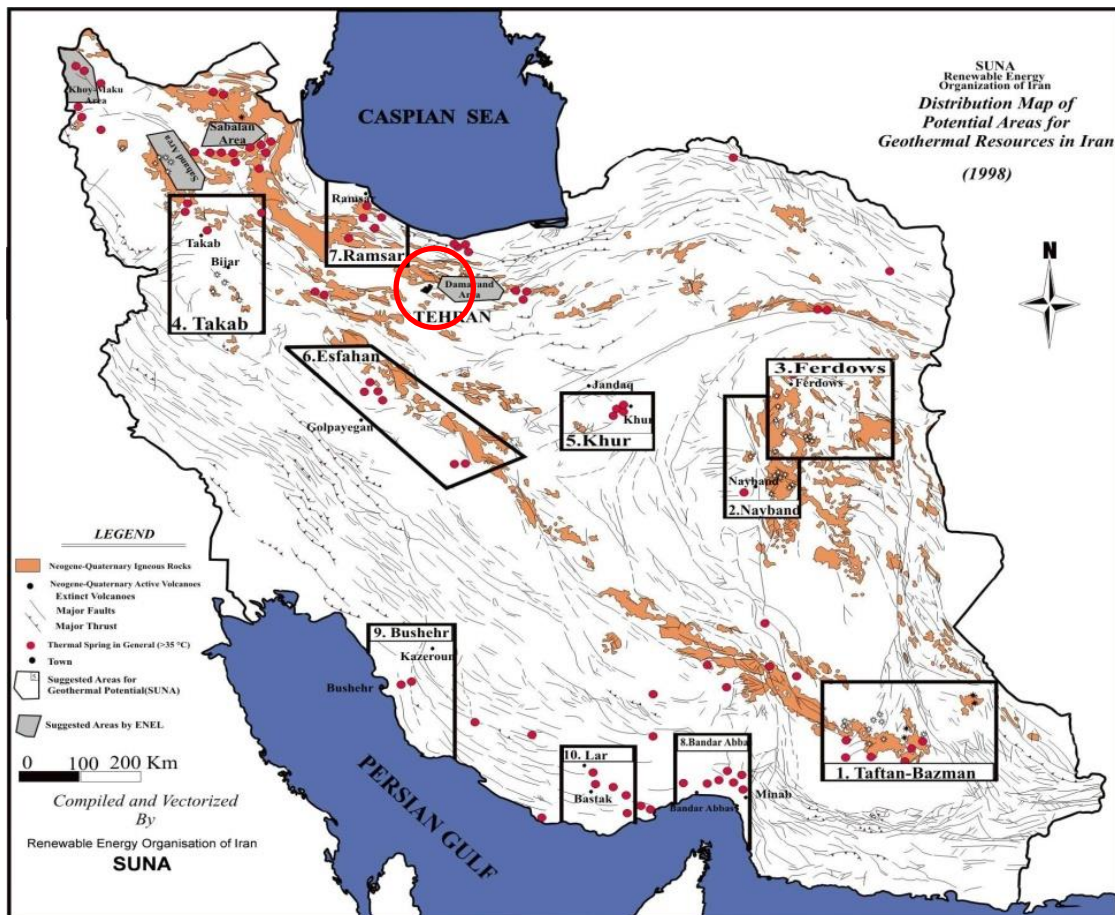 CASPIAN SEA
SUNA
Renewable Energy
Organization of Iran
Distribution Map of
Potential Areas for
Geothermal Resources in Iran
(1998)
N
Khoy-Maku
Area
Sabalan
Area
Sahand Area
Ramsar
7.Ramsar
Takab
Bijar
4. Takab
Damavand
Area
TEHRAN
6.Esfahan
Golpayegan
Jandaq
Khur
5.Khur
3.Ferdows
Ferdows
Nayband
2.Nayband
LEGEND
Neogene-Quaternary Igneous Rocks
Neogene-Quaternary Active Volcanoes
Extinct Volcanoes
Major Faults
Major Thrust
Thermal Spring in General (>35 °C)
Town
Suggested Areas for
Geothermal Potential(SUNA)
Suggested Areas by ENEL
0 100 200 Km
Compiled and Vectorized
By
Renewable Energy Organisation of Iran
SUNA
9. Bushehr
Kazeroun
Bushehr
PERSIAN GULF
10. Lar
Bastak
8.Bandar Abba
Bandar Abbas
Minab
1. Taftan-Bazman